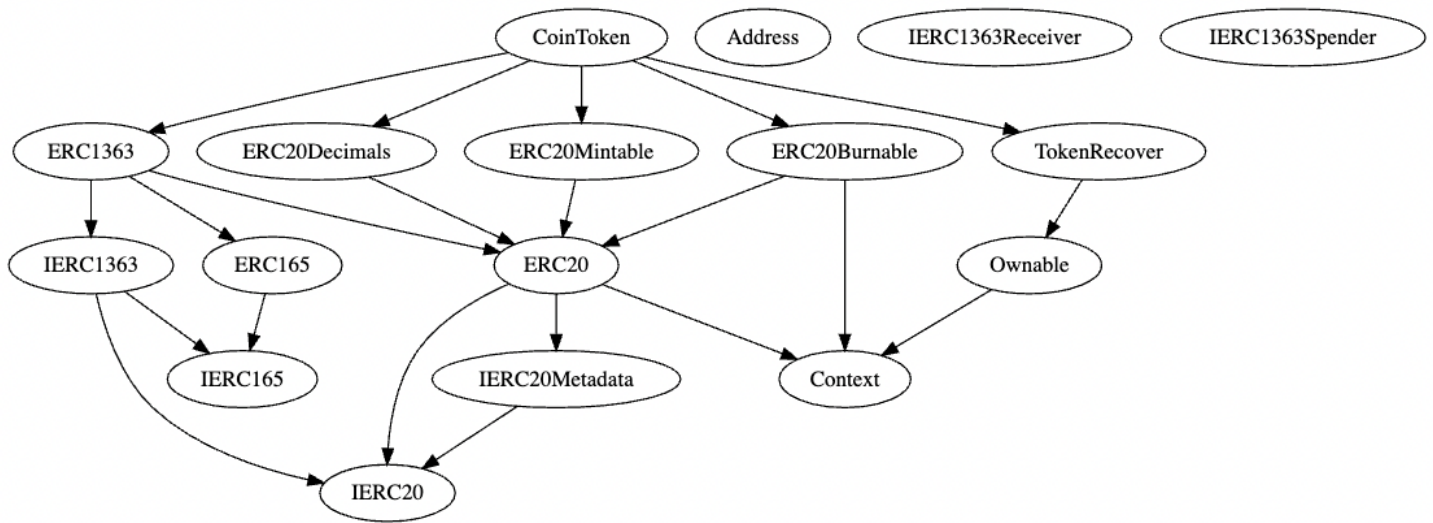 CoinToken
Address
IERC1363Receiver
IERC1363Spender
ERC1363
ERC20Decimals
ERC20Mintable
ERC20Burnable
TokenRecover
IERC1363
ERC165
ERC20
Ownable
IERC165
IERC20Metadata
Context
IERC20